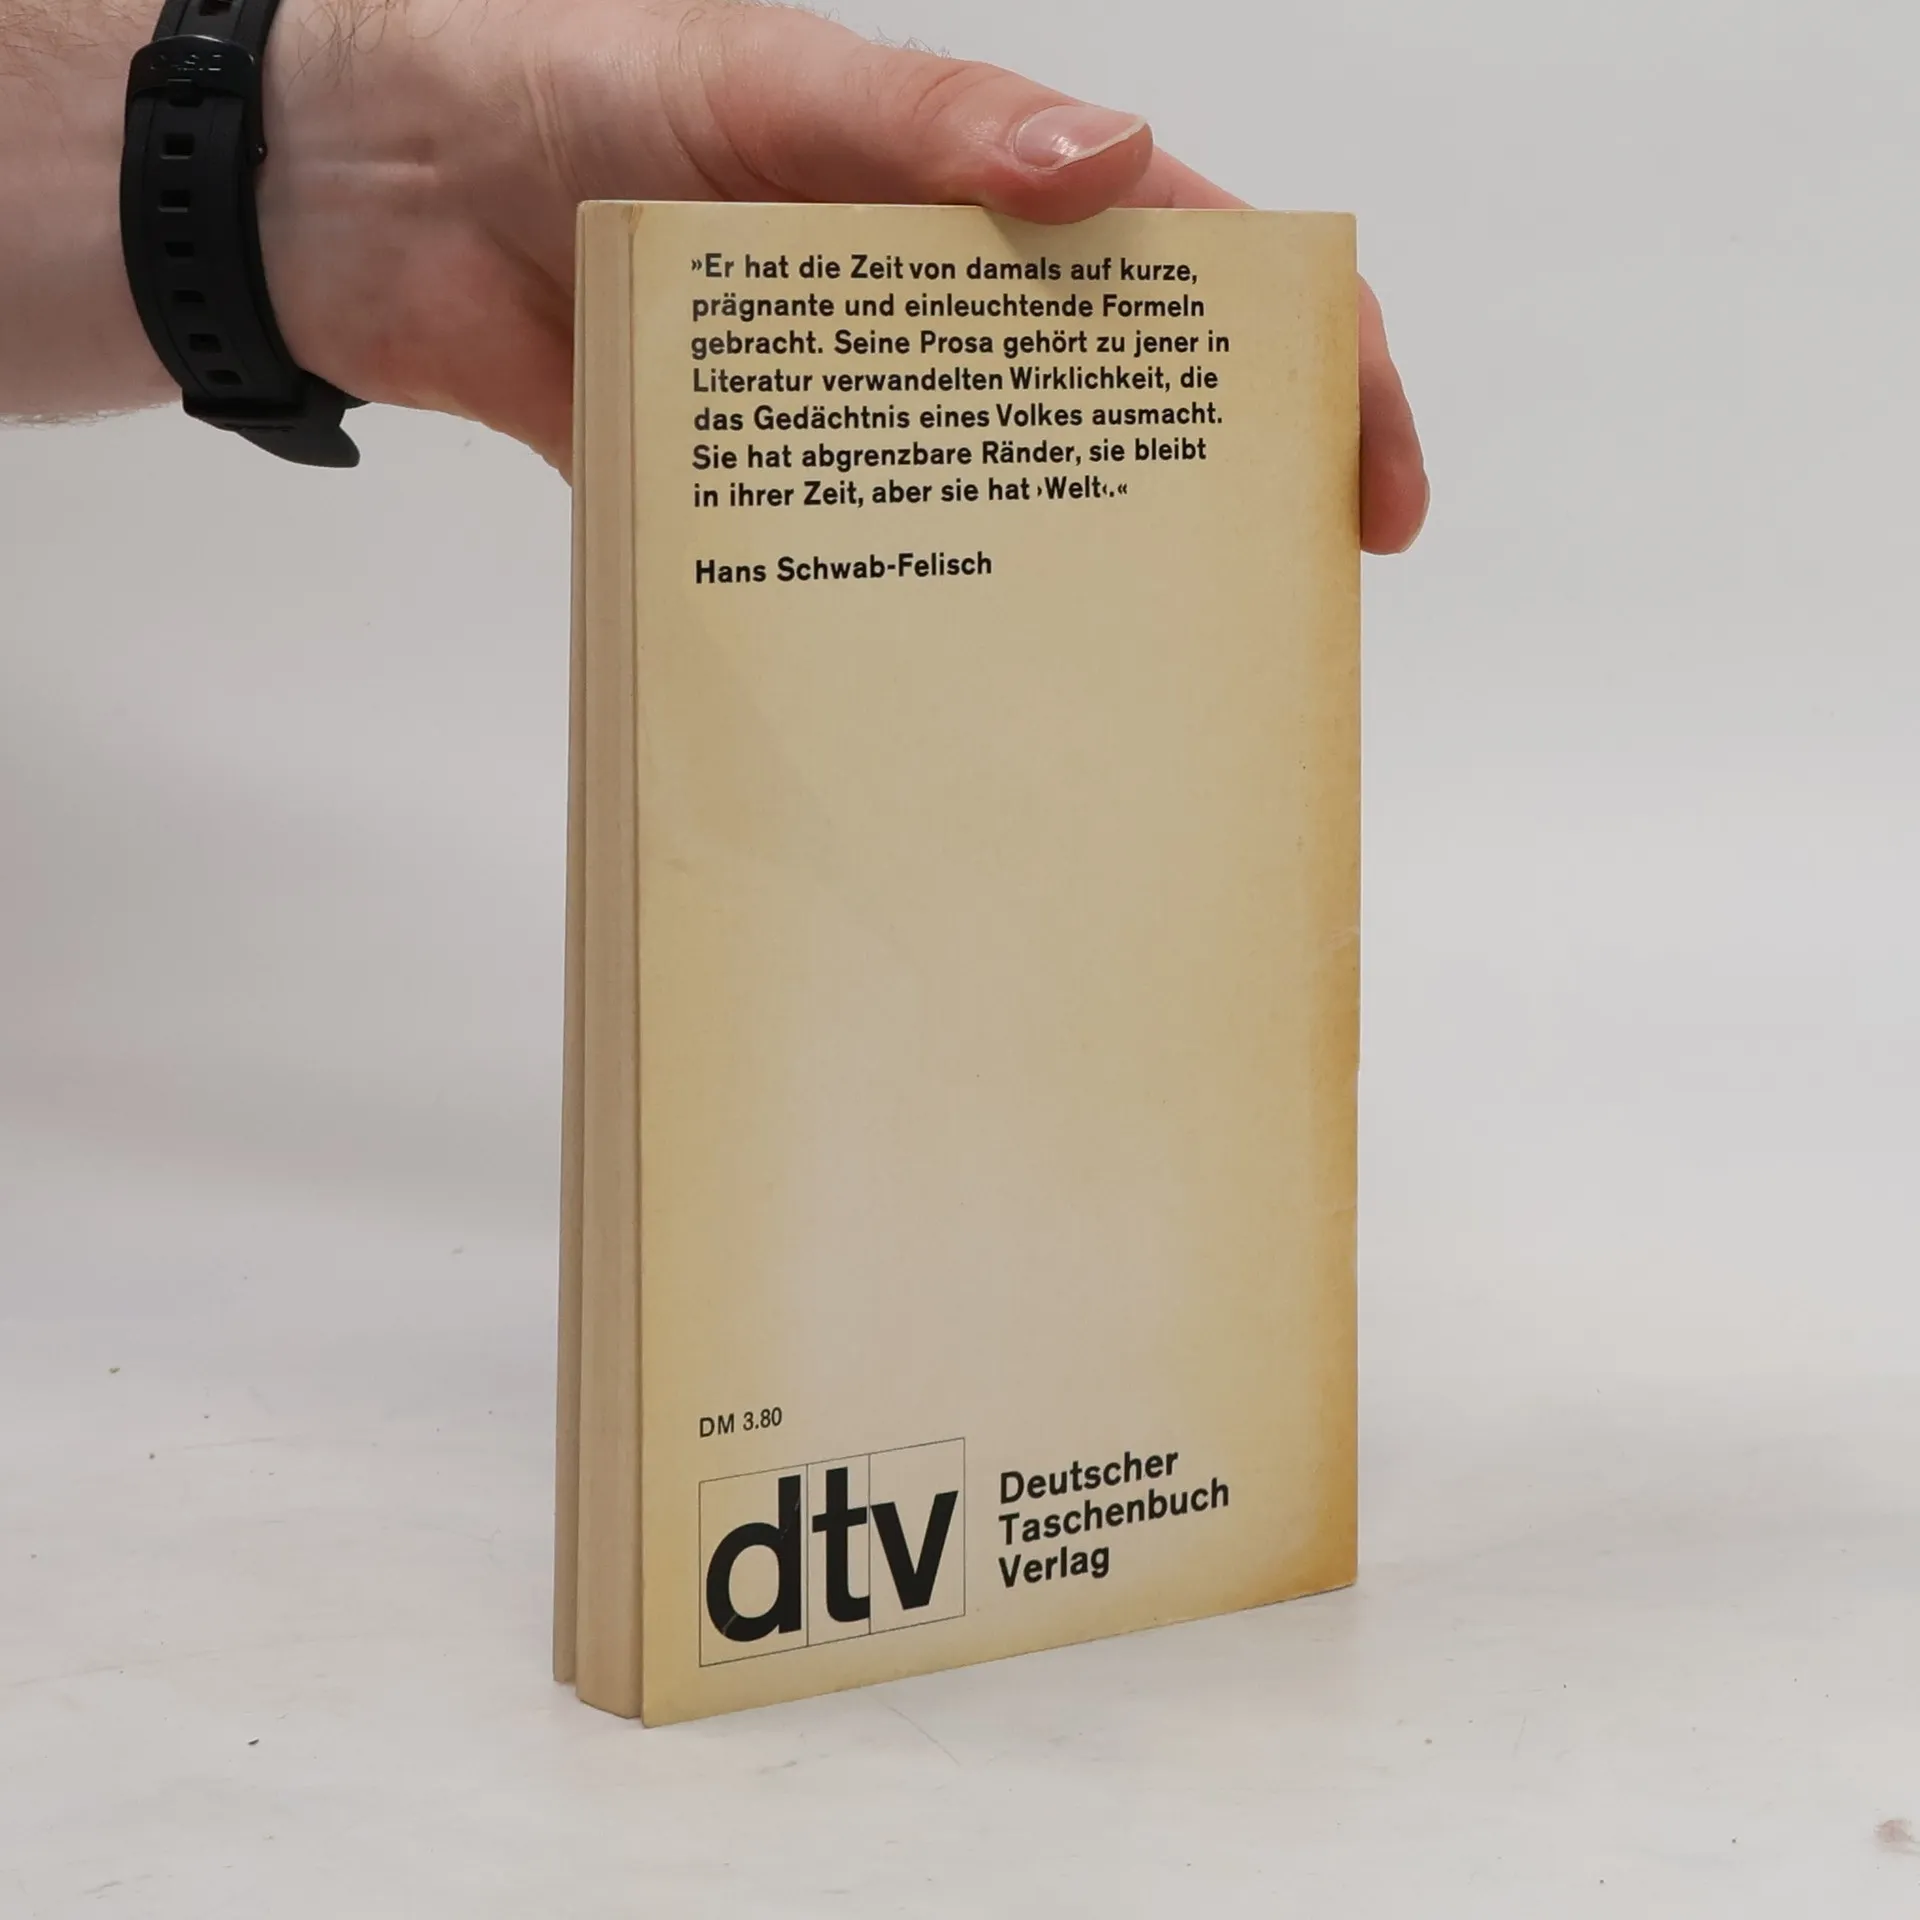 CASIO
»Er hat die Zeit von damals auf kurze,
prägnante und einleuchtende Formeln
gebracht. Seine Prosa gehört zu jener in
Literatur verwandelten Wirklichkeit, die
das Gedächtnis eines Volkes ausmacht.
Sie hat abgrenzbare Ränder, sie bleibt
in ihrer Zeit, aber sie hat ›Welt‹.«
Hans Schwab-Felisch
DM 3.80
dtv
Deutscher
Taschenbuch
Verlag